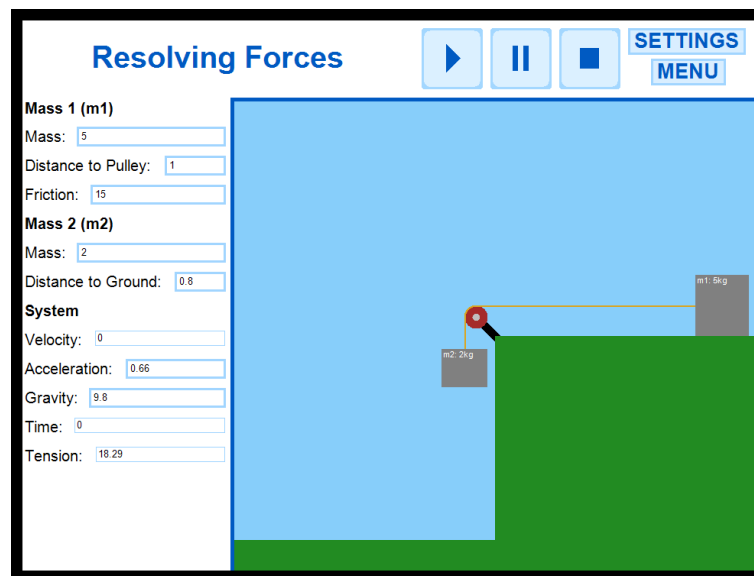 Resolving Forces
SETTINGS
MENU
Mass 1 (m1)
Mass: 5
Distance to Pulley: 1
Friction: 15
Mass 2 (m2)
Mass: 2
Distance to Ground: 0.8
System
Velocity: 0
Acceleration: 0.66
Gravity: 9.8
Time: 0
Tension: 18.29
m1: 5kg
m2: 2kg